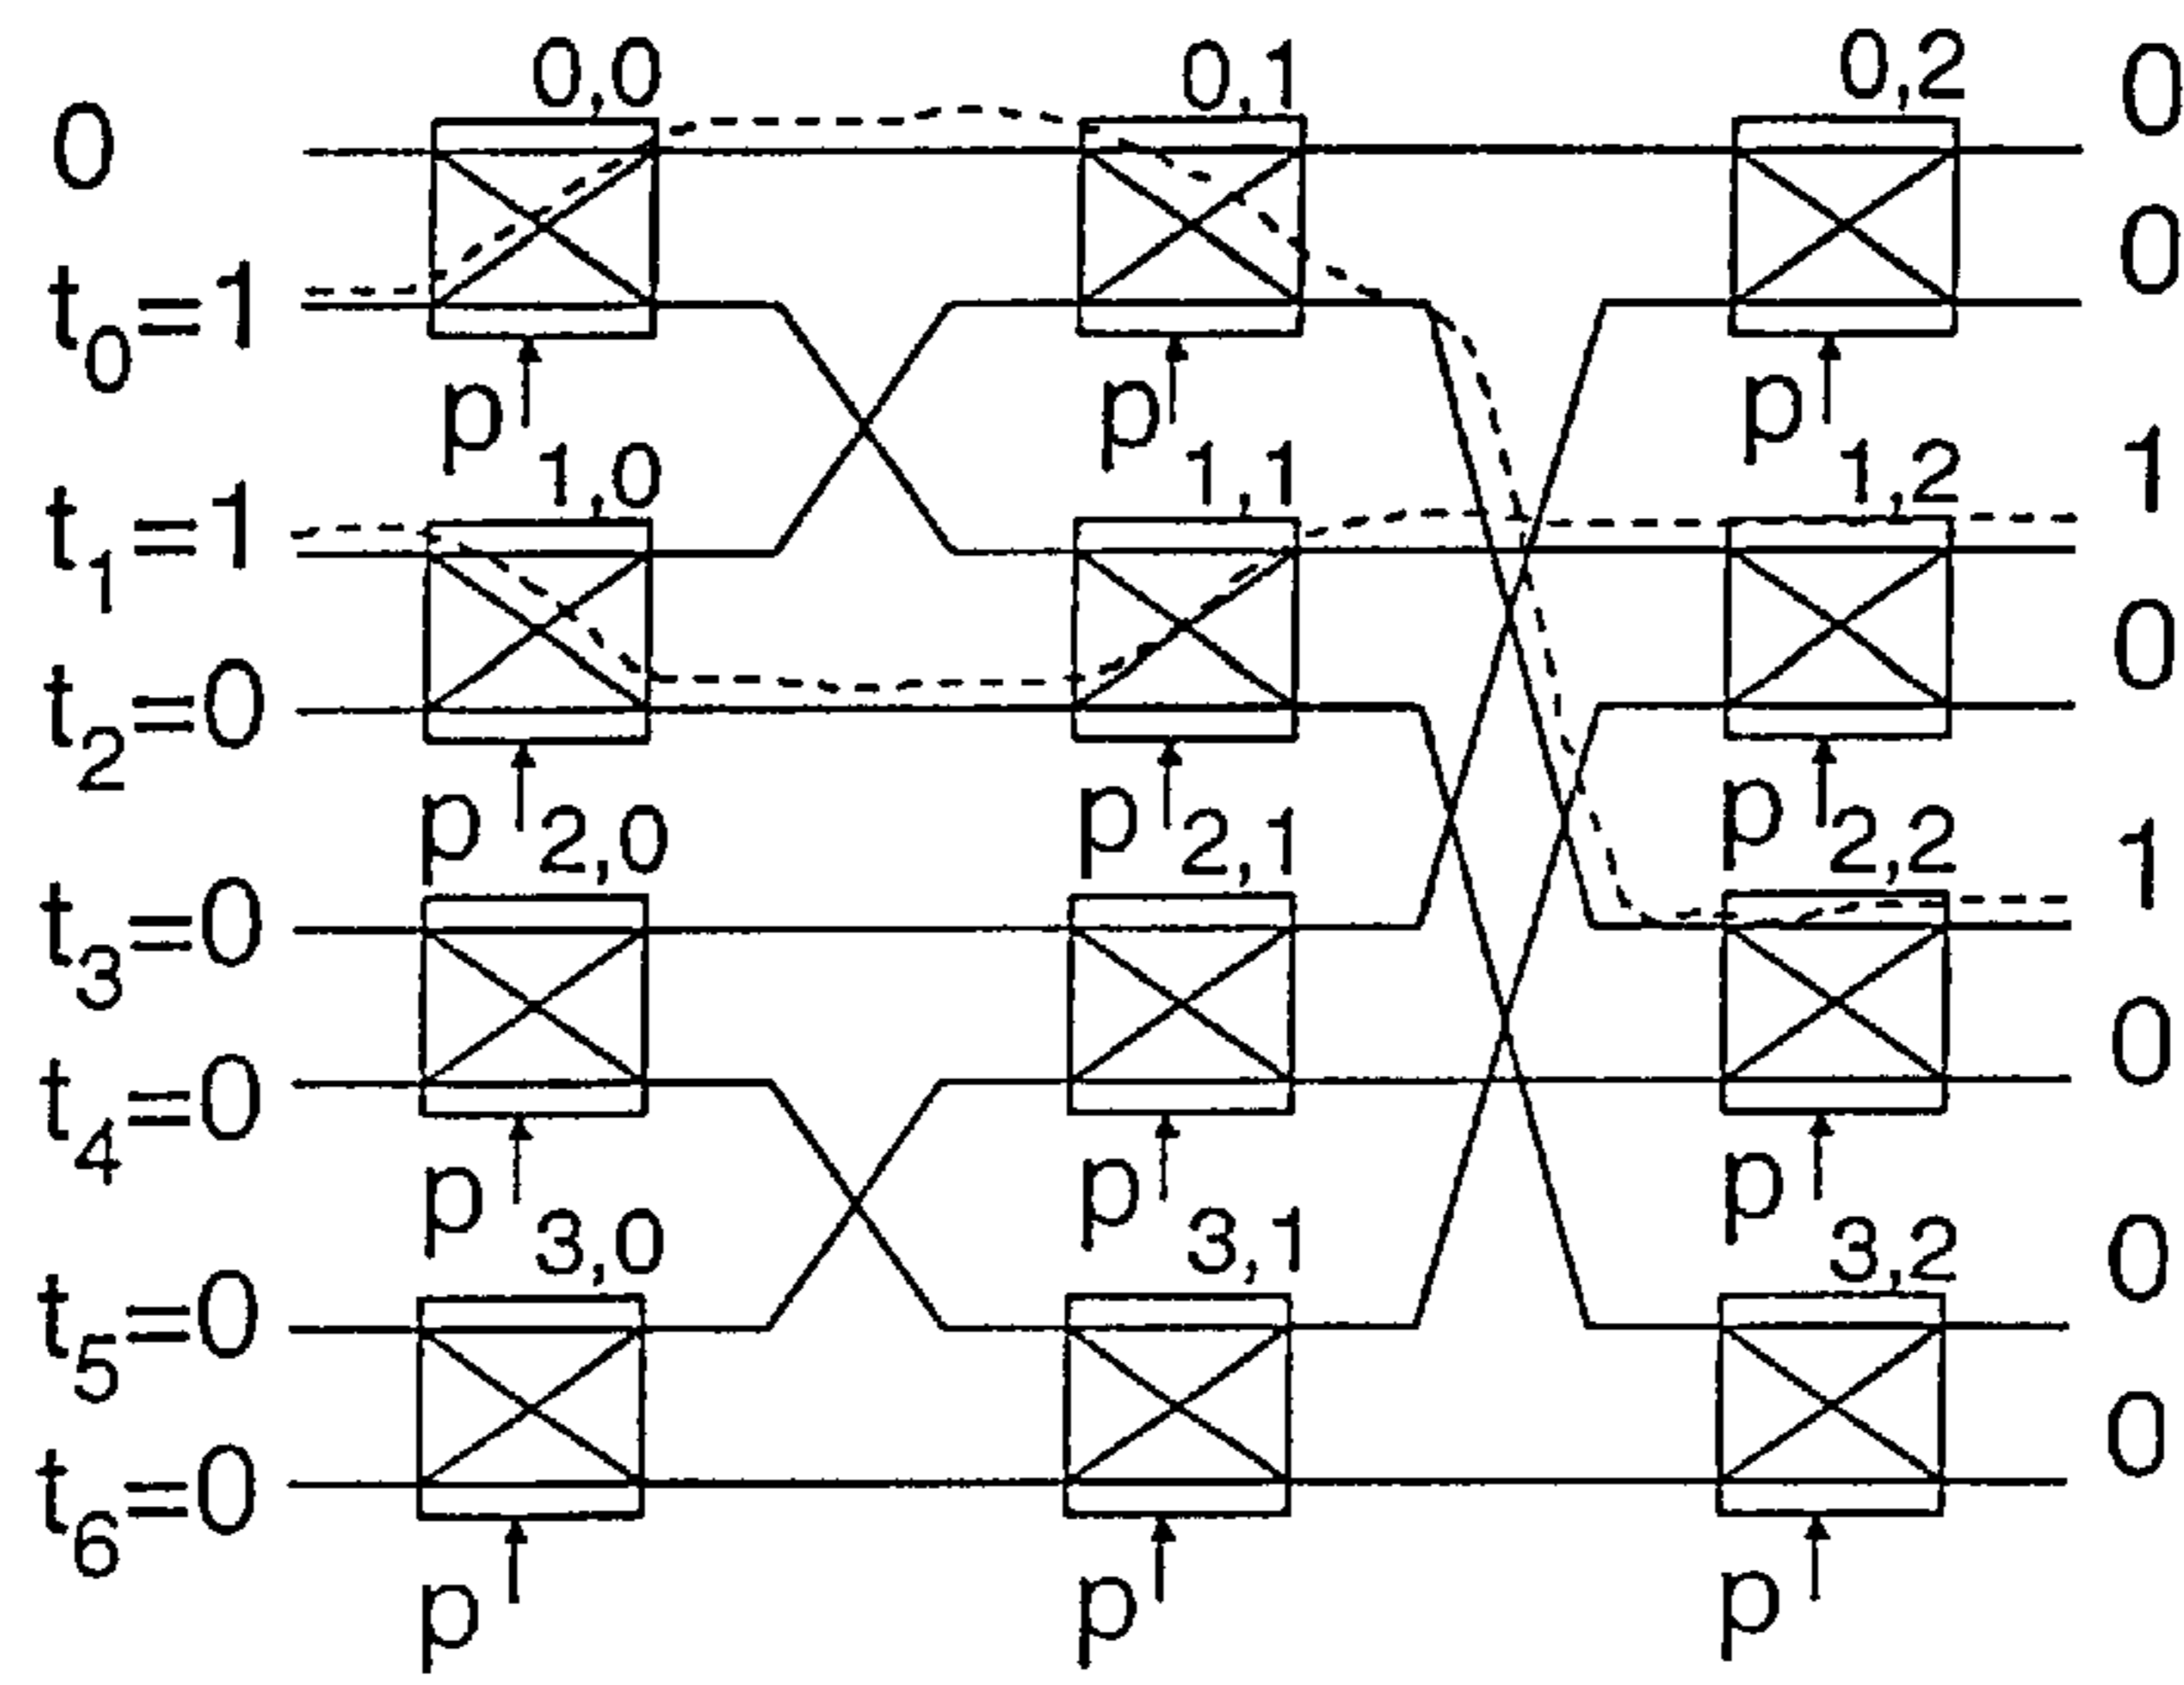 0,0 0,1 0,2
0 0
t0=1 0
p p p
1,0 1,1 1,2
t1=1 1
t2=0 0
p p p
2,0 2,1 2,2
t3=0 1
t4=0 0
p p p
3,0 3,1 3,2
t5=0 0
t6=0 0
p p p